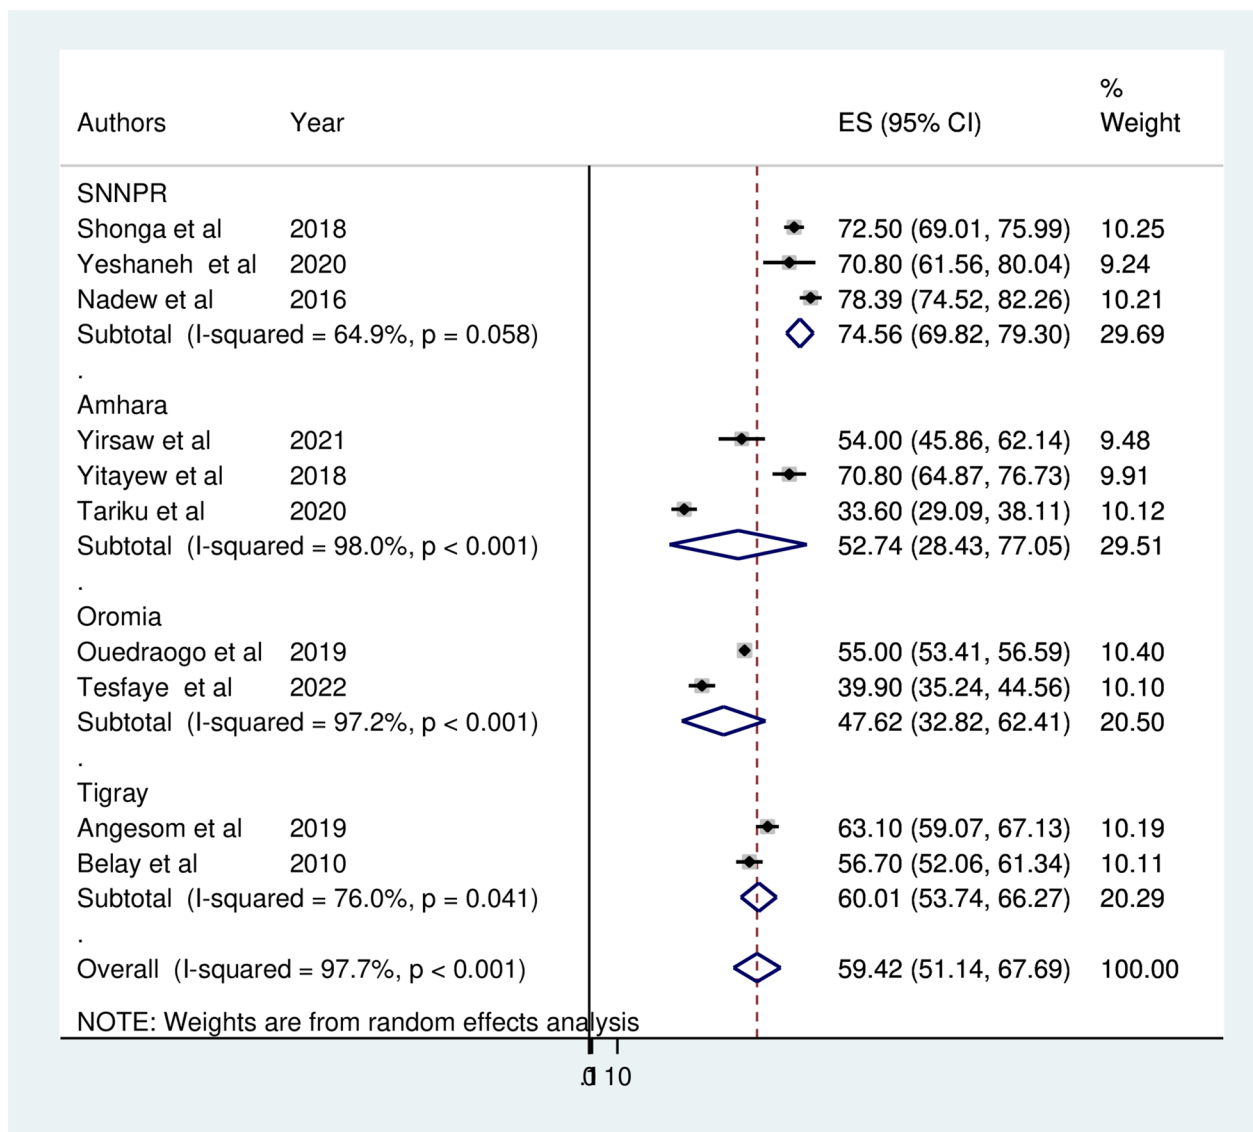 %
Authors Year ES (95% CI) Weight
SNNPR
Shonga et al 2018 72.50 (69.01, 75.99) 10.25
Yeshaneh et al 2020 70.80 (61.56, 80.04) 9.24
Nadew et al 2016 78.39 (74.52, 82.26) 10.21
Subtotal (I-squared = 64.9%, p = 0.058) 74.56 (69.82, 79.30) 29.69
.
Amhara
Yirsaw et al 2021 54.00 (45.86, 62.14) 9.48
Yitayew et al 2018 70.80 (64.87, 76.73) 9.91
Tariku et al 2020 33.60 (29.09, 38.11) 10.12
Subtotal (I-squared = 98.0%, p < 0.001) 52.74 (28.43, 77.05) 29.51
.
Oromia
Ouedraogo et al 2019 55.00 (53.41, 56.59) 10.40
Tesfaye et al 2022 39.90 (35.24, 44.56) 10.10
Subtotal (I-squared = 97.2%, p < 0.001) 47.62 (32.82, 62.41) 20.50
.
Tigray
Angesom et al 2019 63.10 (59.07, 67.13) 10.19
Belay et al 2010 56.70 (52.06, 61.34) 10.11
Subtotal (I-squared = 76.0%, p = 0.041) 60.01 (53.74, 66.27) 20.29
.
Overall (I-squared = 97.7%, p < 0.001) 59.42 (51.14, 67.69) 100.00
NOTE: Weights are from random effects analysis
10